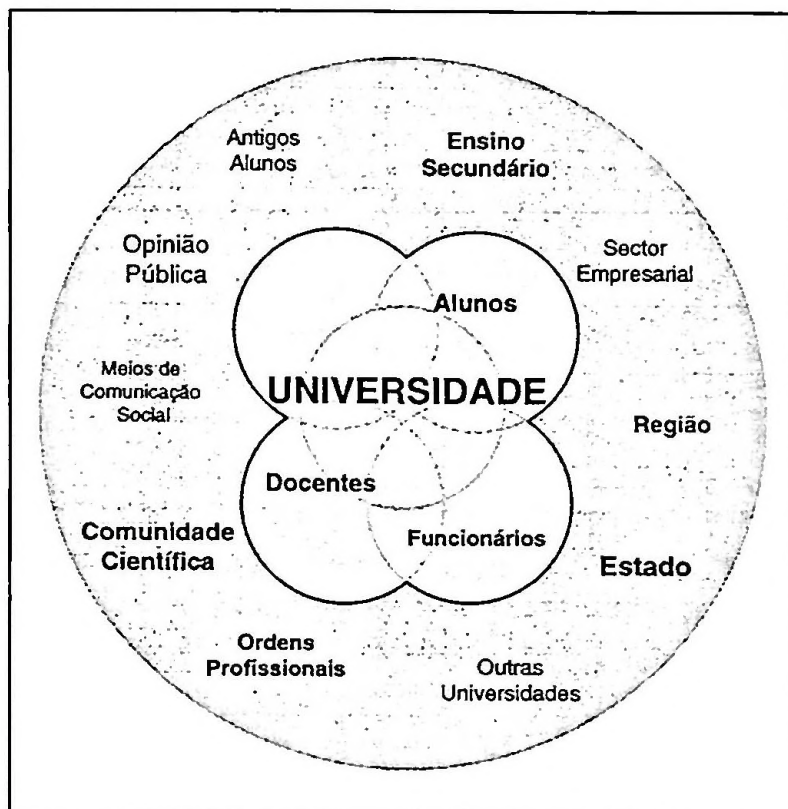 Antigos
Alunos
Ensino
Secundário
Opinião
Pública
Sector
Empresarial
Alunos
Meios de
Comunicação
Social
UNIVERSIDADE
Região
Docentes
Comunidade
Científica
Funcionários
Estado
Ordens
Profissionais
Outras
Universidades